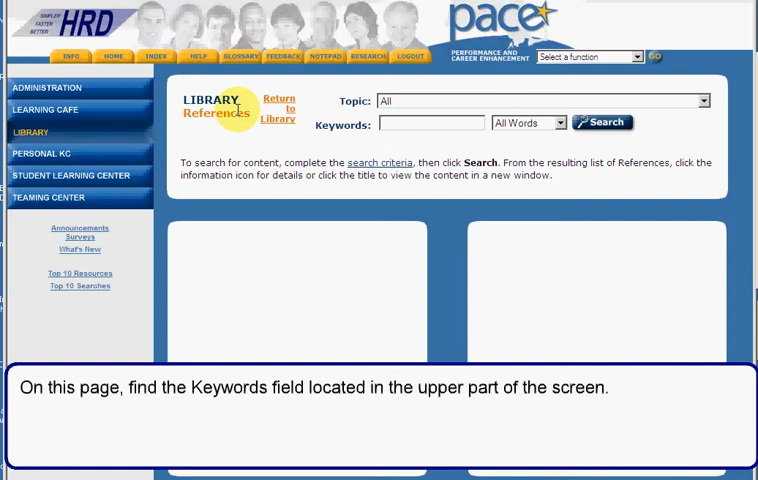 SIMPLER
FASTER
BETTER
HRD
pace
PERFORMANCE AND
CAREER ENHANCEMENT
Select a function
Go
INFO
HOME
INDEX
HELP
GLOSSARY
FEEDBACK
NOTEPAD
RESEARCH
LOGOUT
ADMINISTRATION
LEARNING CAFE
LIBRARY
PERSONAL KC
STUDENT LEARNING CENTER
TEAMING CENTER
Announcements
Surveys
What's New
Top 10 Resources
Top 10 Searches
LIBRARY
References
Return
to
Library
Topic: All
Keywords: All Words Search
To search for content, complete the search criteria, then click Search. From the resulting list of References, click the
information icon for details or click the title to view the content in a new window.
On this page, find the Keywords field located in the upper part of the screen.